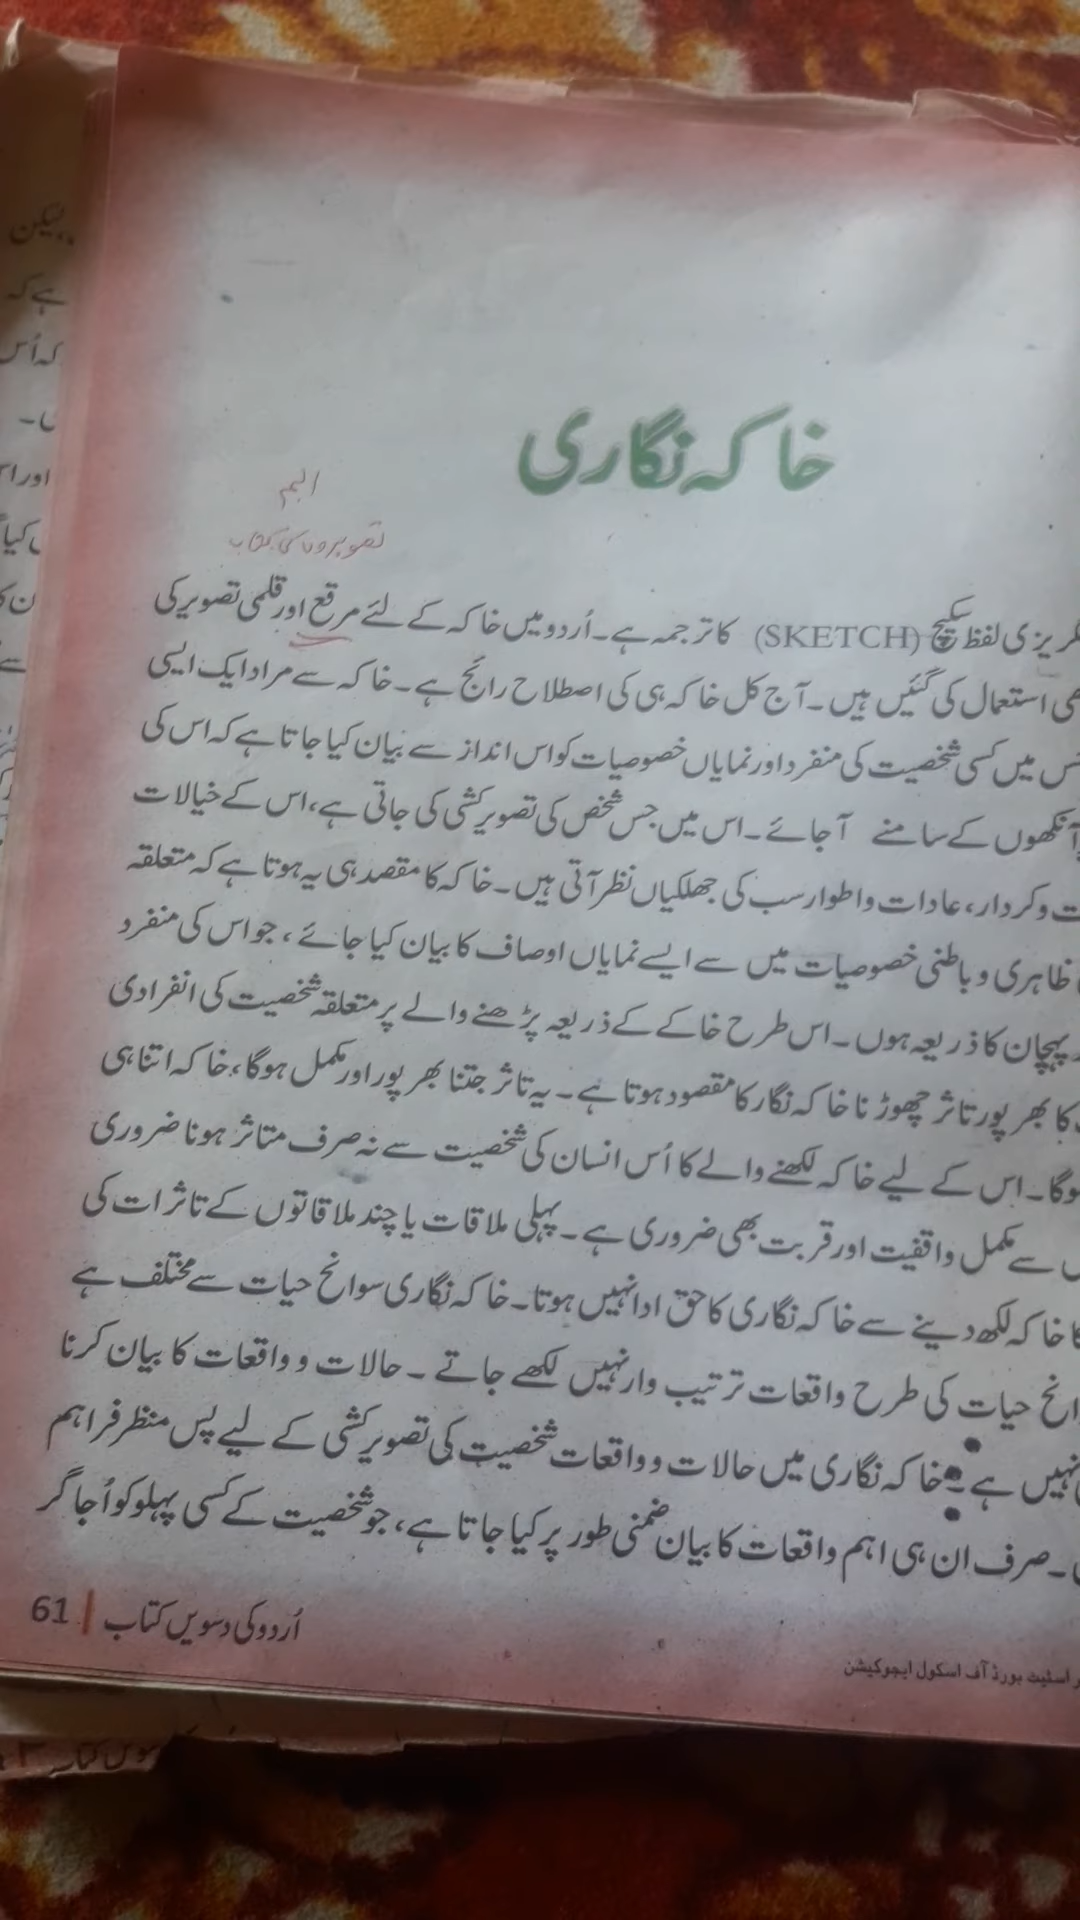 خاکہ نگاری
البم
تصویروں کی کتاب
لفظ سکیچ (SKETCH) کا ترجمہ ہے۔ اُردو میں خاکہ کے لئے مرقع اور قلمی تصویر کی
استعمال کی گئیں ہیں۔ آج کل خاکہ ہی کی اصطلاح رائج ہے۔ خاکہ سے مراد ایک ایسی
میں کسی شخصیت کی منفرد اور نمایاں خصوصیات کو اس انداز سے بیان کیا جاتا ہے کہ اس کی
آنکھوں کے سامنے آ جائے۔ اس میں جس شخص کی تصویر کشی کی جاتی ہے، اس کے خیالات
و کردار، عادات و اطوار سب کی جھلکیاں نظر آتی ہیں۔ خاکہ کا مقصد ہی یہ ہوتا ہے کہ متعلقہ
ظاہری و باطنی خصوصیات میں سے ایسے نمایاں اوصاف کا بیان کیا جائے، جو اس کی منفرد
پہچان کا ذریعہ ہوں۔ اس طرح خاکے کے ذریعہ پڑھنے والے پر متعلقہ شخصیت کی انفرادی
کا بھر پور تاثر چھوڑنا خاکہ نگار کا مقصود ہوتا ہے۔ یہ تاثر جتنا بھر پور اور مکمل ہوگا، خاکہ اتنا ہی
ہوگا۔ اس کے لیے خاکہ لکھنے والے کا اُس انسان کی شخصیت سے نہ صرف متاثر ہونا ضروری
سے مکمل واقفیت اور قربت بھی ضروری ہے۔ پہلی ملاقات یا چند ملاقاتوں کے تاثرات کی
خاکہ لکھ دینے سے خاکہ نگاری کا حق ادا نہیں ہوتا۔ خاکہ نگاری سوانح حیات سے مختلف ہے
حیات کی طرح واقعات ترتیب وار نہیں لکھے جاتے ۔ حالات و واقعات کا بیان کرنا
نہیں ہے۔ خاکہ نگاری میں حالات و واقعات شخصیت کی تصویر کشی کے لیے پس منظر فراہم
۔ صرف ان ہی اہم واقعات کا بیان ضمنی طور پر کیا جاتا ہے، جو شخصیت کے کسی پہلو کو اُجاگر
اسٹیٹ بورڈ آف اسکول ایجوکیشن
اُردو کی دسویں کتاب | 61